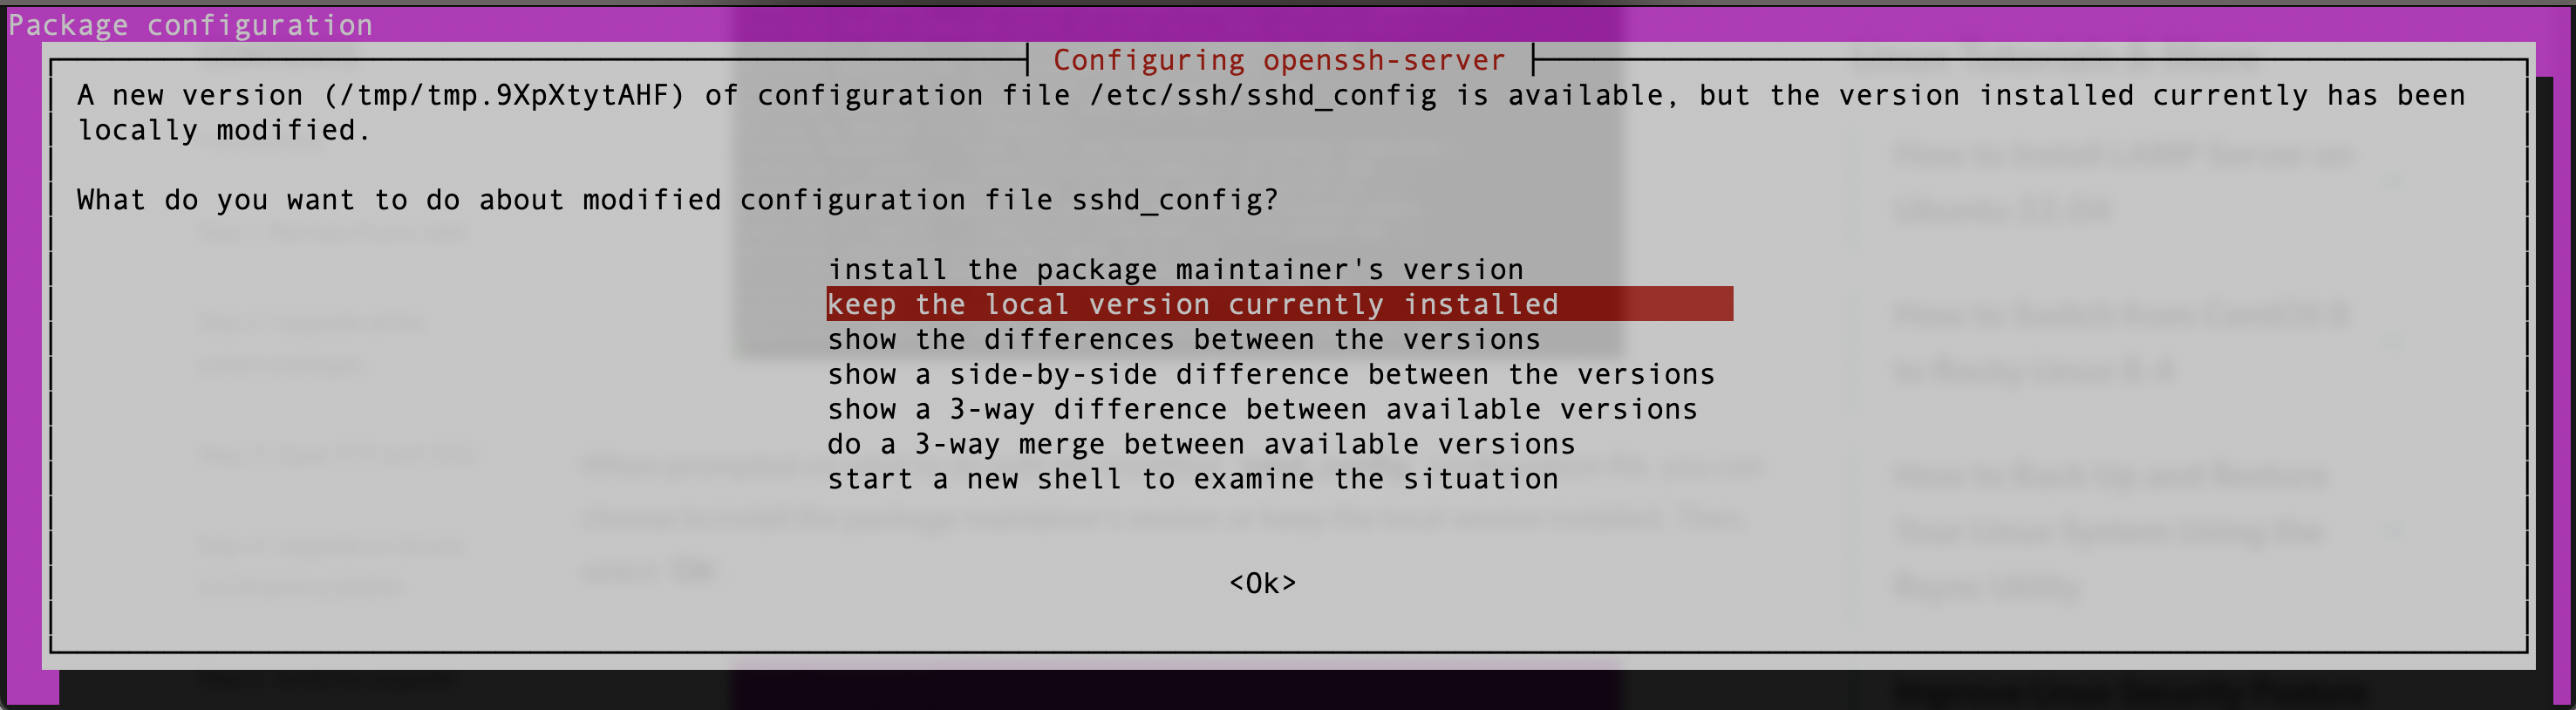 Package configuration
Configuring openssh-server
A new version (/tmp/tmp.9XpXtytAHF) of configuration file /etc/ssh/sshd_config is available, but the version installed currently has been
locally modified.
What do you want to do about modified configuration file sshd_config?
install the package maintainer's version
keep the local version currently installed
show the differences between the versions
show a side-by-side difference between the versions
show a 3-way difference between available versions
do a 3-way merge between available versions
start a new shell to examine the situation
<Ok>